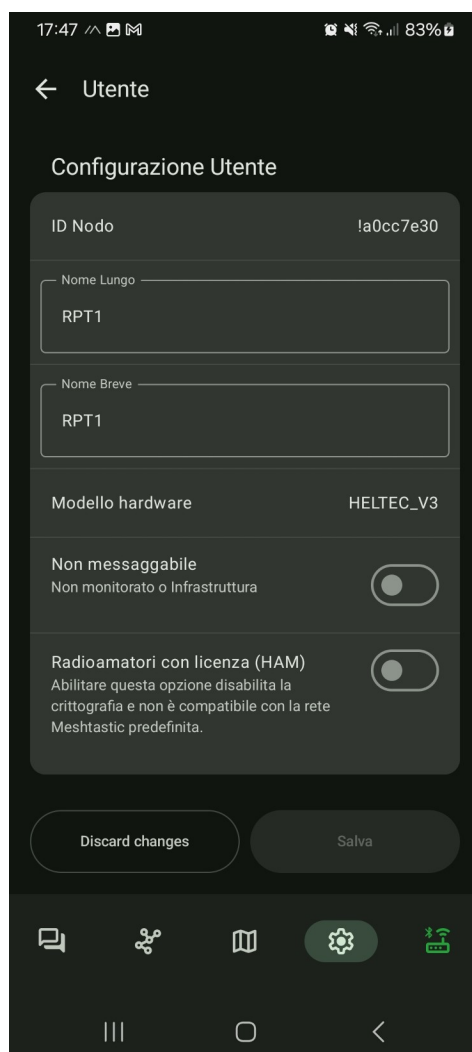 17:47 83%
Utente
Configurazione Utente
ID Nodo !a0cc7e30
Nome Lungo
RPT1
Nome Breve
RPT1
Modello hardware HELTEC_V3
Non messaggabile
Non monitorato o Infrastruttura
Radioamatori con licenza (HAM)
Abilitare questa opzione disabilita la
crittografia e non è compatibile con la rete
Meshtastic predefinita.
Discard changes Salva